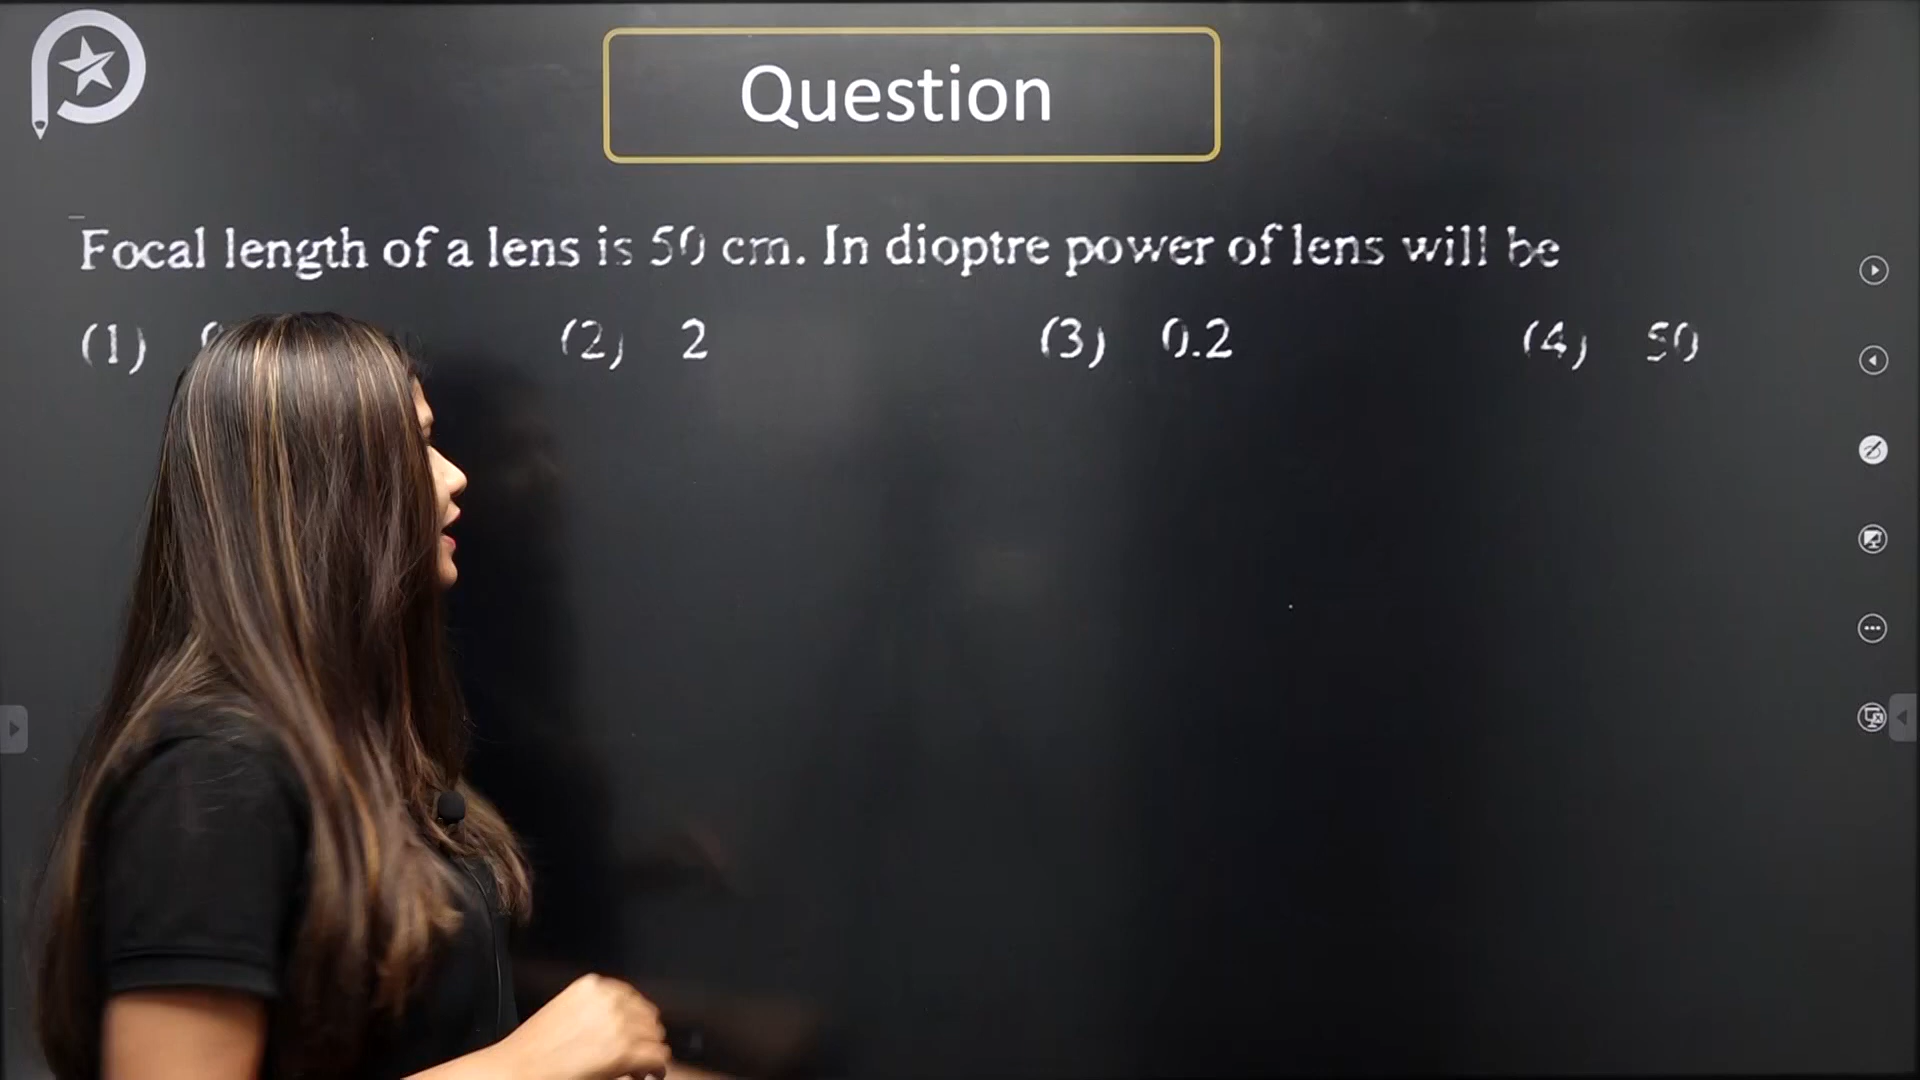 Question
Focal length of a lens is 50 cm. In dioptre power of lens will be
(1) (2) 2 (3) 0.2 (4) 50